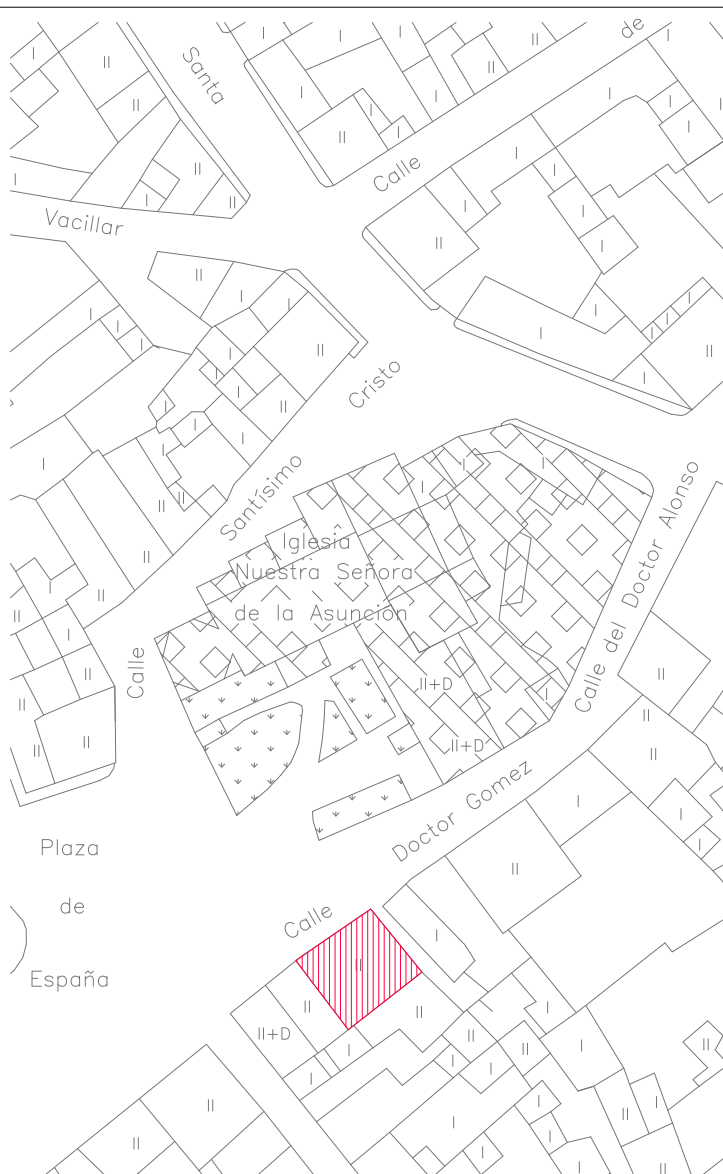 Santa
de
Calle
Vacillar
Cristo
Santísimo
Calle
Iglesia
Nuestra Señora
de la Asunción
Calle del Doctor Alonso
II+D
II+D
Plaza
de
España
Calle
Doctor Gomez
II+D